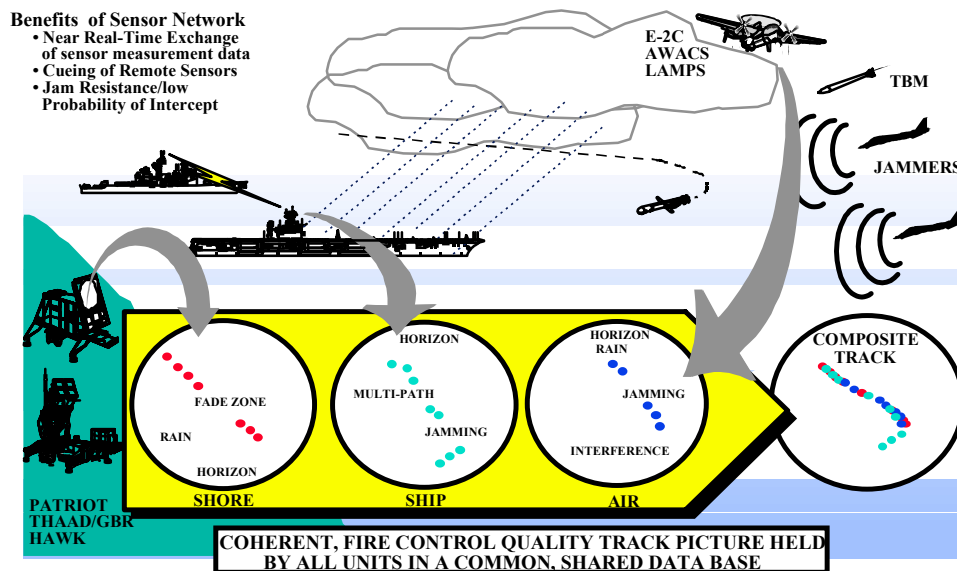 Benefits of Sensor Network
• Near Real-Time Exchange
of sensor measurement data
• Cueing of Remote Sensors
• Jam Resistance/low
Probability of Intercept
E-2C
AWACS
LAMPS
TBM
JAMMERS
HORIZON
HORIZON
RAIN
COMPOSITE
TRACK
MULTI-PATH
JAMMING
FADE ZONE
RAIN
JAMMING
INTERFERENCE
HORIZON
SHORE
SHIP
AIR
PATRIOT
THAAD/GBR
HAWK
COHERENT, FIRE CONTROL QUALITY TRACK PICTURE HELD
BY ALL UNITS IN A COMMON, SHARED DATA BASE